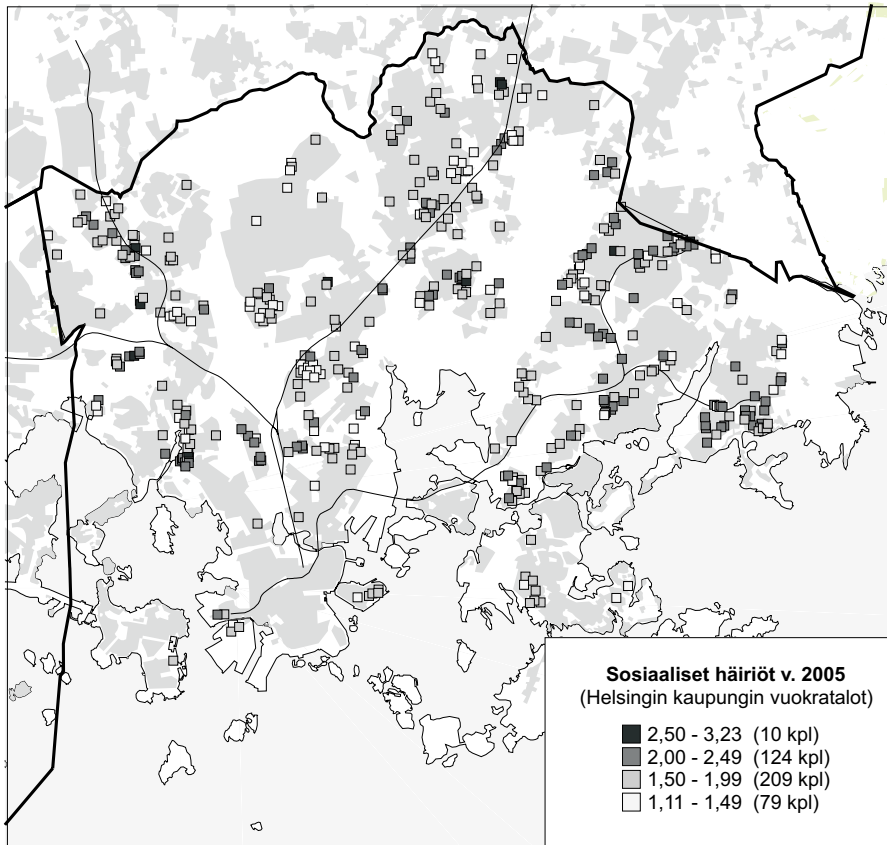 Sosiaaliset häiriöt v. 2005
(Helsingin kaupungin vuokratalot)
2,50 - 3,23 (10 kpl)
2,00 - 2,49 (124 kpl)
1,50 - 1,99 (209 kpl)
1,11 - 1,49 (79 kpl)